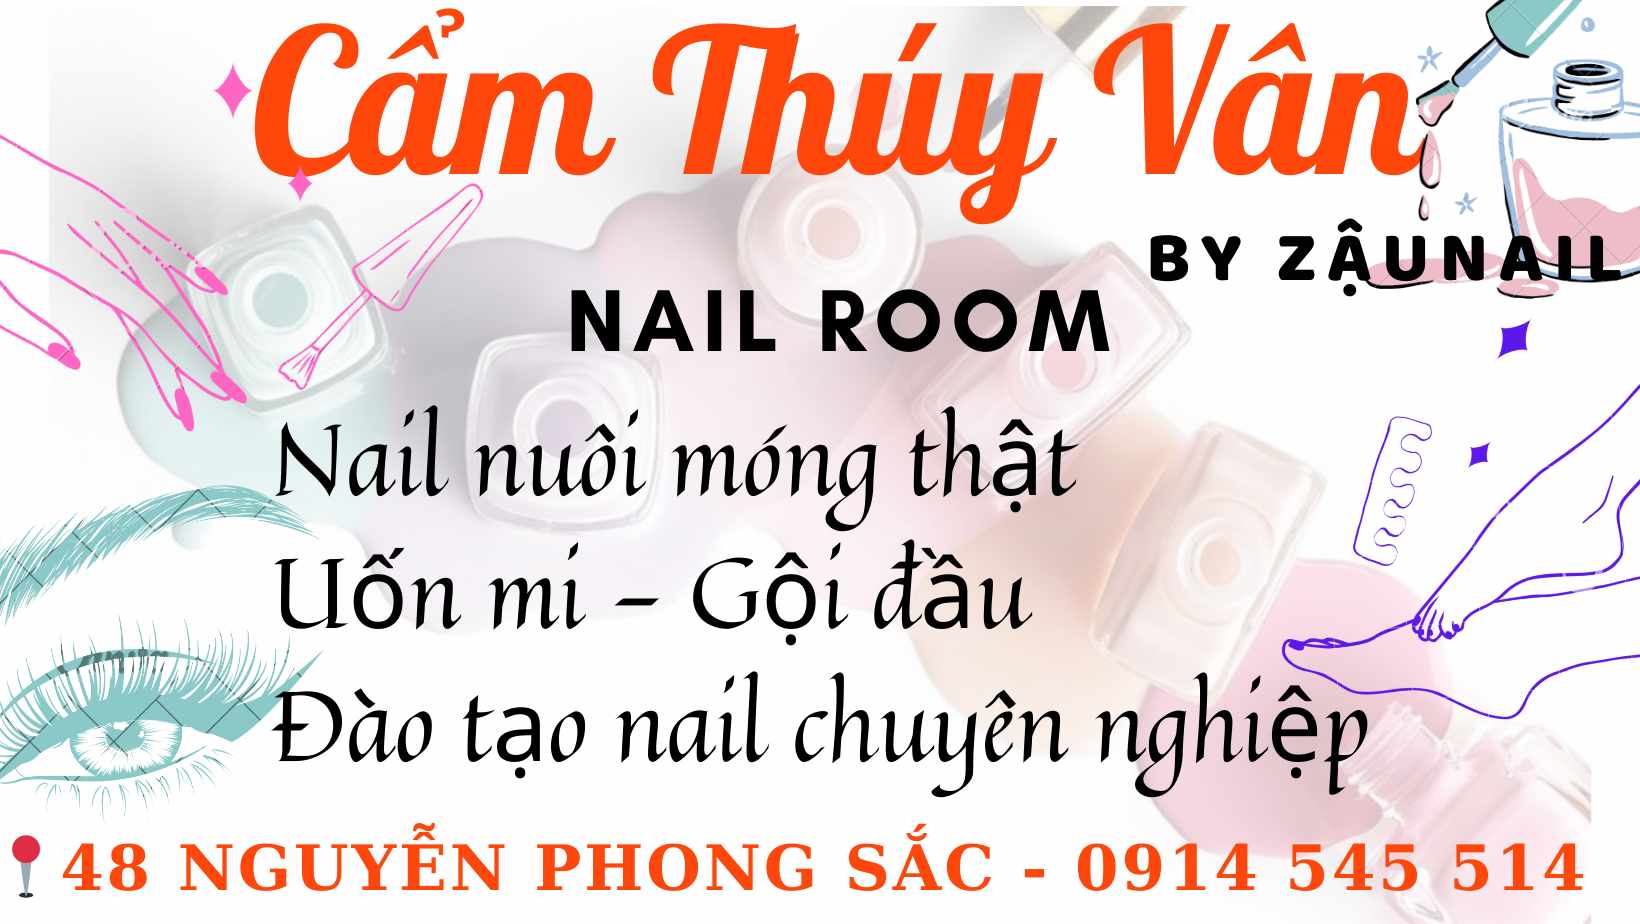 Cẩm Thúy Vân
BY ZẬUNAIL
NAIL ROOM
Nail nuôi móng thật
Uốn mi - Gội đầu
Đào tạo nail chuyên nghiệp
48 NGUYỄN PHONG SẮC - 0914 545 514